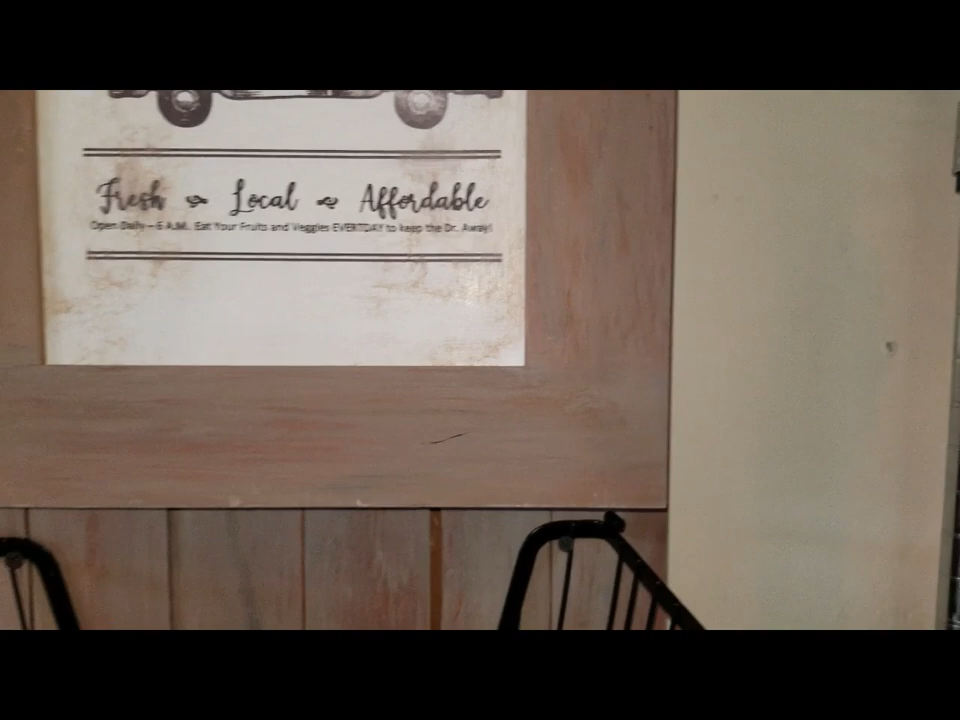 Fresh Local Affordable
Open Daily - 6 A.M. Eat Your Fruits and Veggies EVERYDAY to keep the Dr. Away!